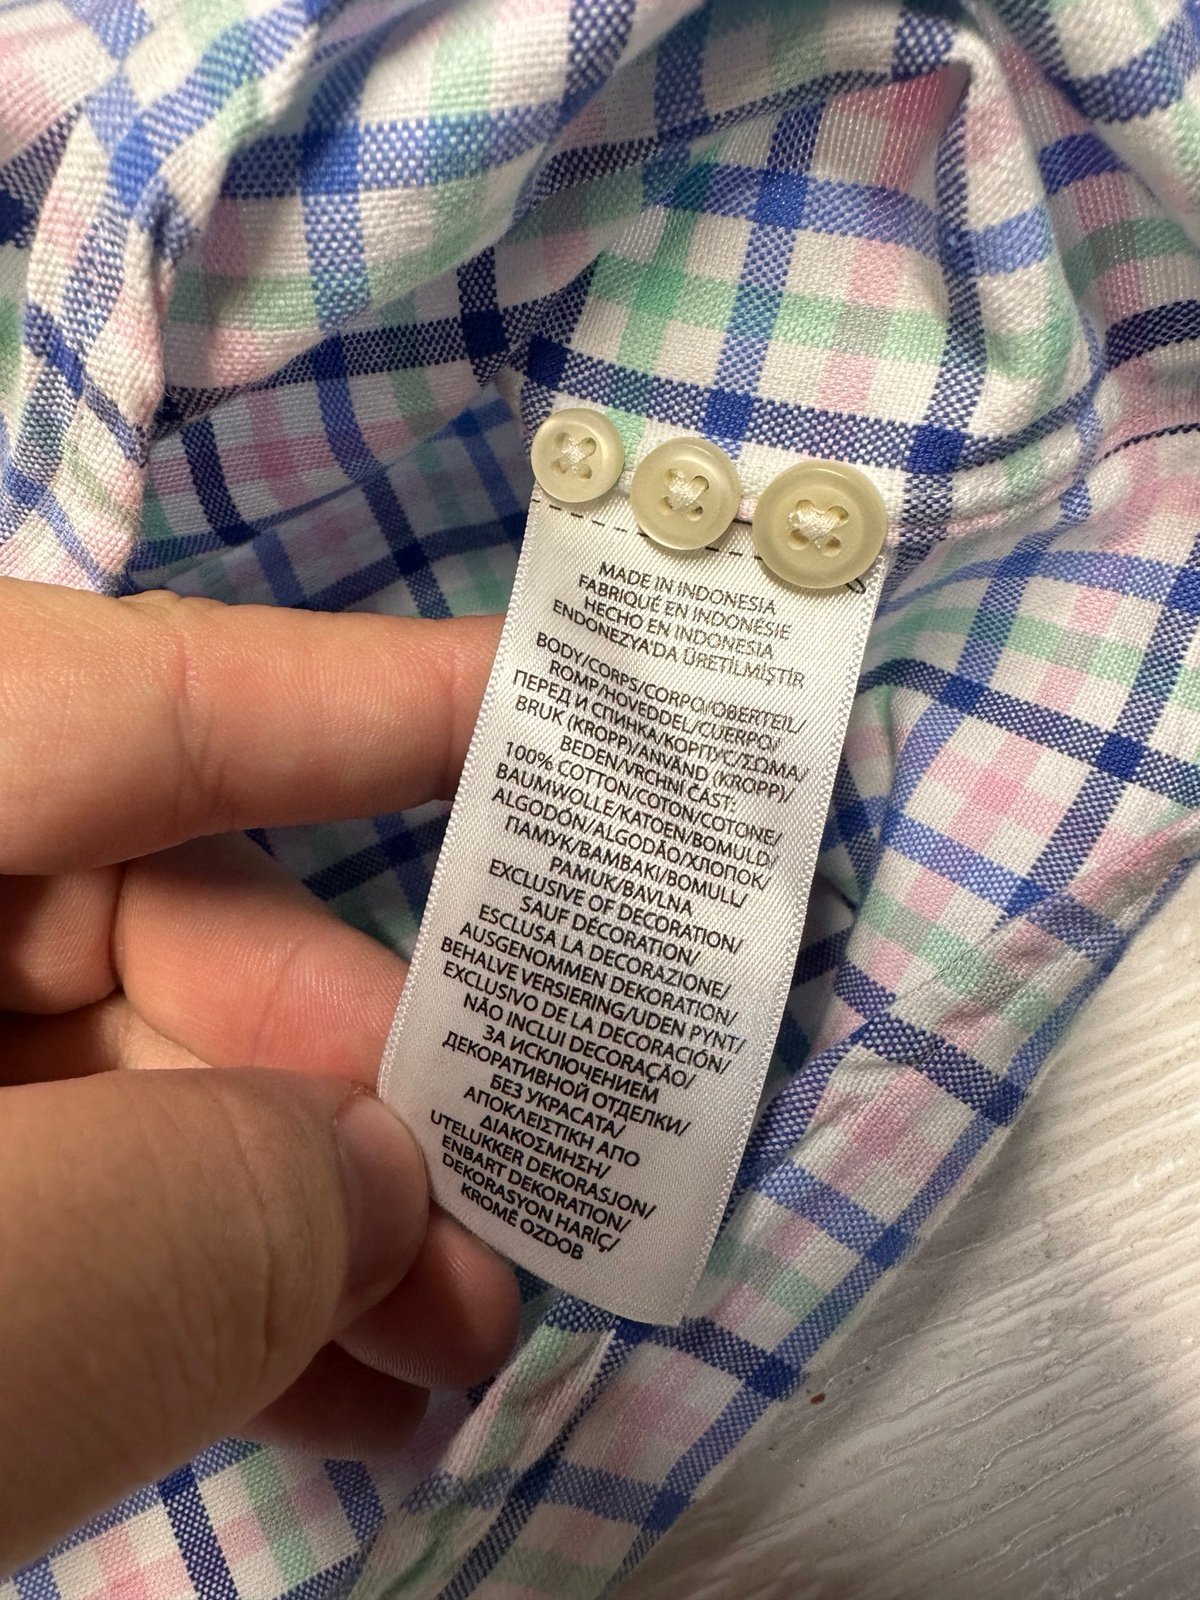 MADE IN INDONESIA
FABRIQUÉ EN INDONÉSIE
HECHO EN INDONESIA
ENDONEZYA'DA ÜRETİLMİŞTİR
BODY/CORPS/CORPO/OBERTEIL/
ROMP/HOVEDDEL/CUERPO/
ПЕРЕД И СПИНКА/КОРПУС/ΣΩΜΑ/
BRUK (KROPP)/ANVÄND (KROPP)/
BEDEN/VRCHNÍ ČÁST:
100% COTTON/COTON/COTONE/
BAUMWOLLE/KATOEN/BOMULD/
ALGODÓN/ALGODÃO/ХЛОПОК/
ПАМУК/BAMBAKI/BOMULL/
PAMUK/BAVLNA
EXCLUSIVE OF DECORATION/
SAUF DÉCORATION/
ESCLUSA LA DECORAZIONE/
AUSGENOMMEN DEKORATION/
BEHALVE VERSIERING/UDEN PYNT/
EXCLUSIVO DE LA DECORACIÓN/
NÃO INCLUI DECORAÇÃO/
ЗА ИСКЛЮЧЕНИЕМ
ДЕКОРАТИВНОЙ ОТДЕЛКИ/
БЕЗ УКРАСАТА/
ΑΠΟΚΛΕΙΣΤΙΚΗ ΑΠΟ
ΔΙΑΚΟΣΜΗΣΗ/
UTELUKKER DEKORASJON/
ENBART DEKORATION/
DEKORASYON HARİÇ/
KROMĚ OZDOB